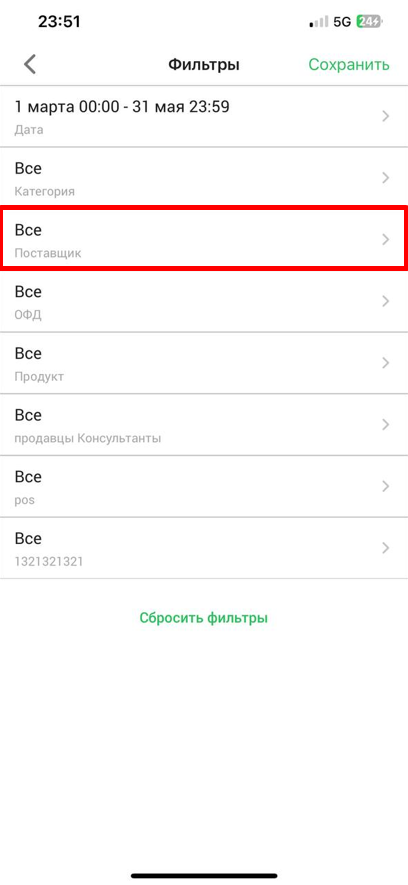 23:51
5G 24
Фильтры
Сохранить
1 марта 00:00 - 31 мая 23:59
Дата
Все
Категория
Все
Поставщик
Все
ОФД
Все
Продукт
Все
продавцы Консультанты
Все
pos
Все
1321321321
Сбросить фильтры